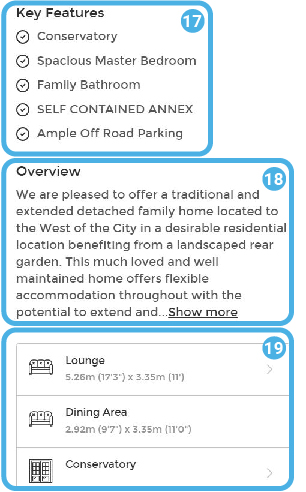 Key Features
17
Conservatory
Spacious Master Bedroom
Family Bathroom
SELF CONTAINED ANNEX
Ample Off Road Parking
Overview
18
We are pleased to offer a traditional and
extended detached family home located to
the West of the City in a desirable residential
location benefiting from a landscaped rear
garden. This much loved and well
maintained home offers flexible
accommodation throughout with the
potential to extend and...Show more
19
Lounge
5.26m (17'3") x 3.35m (11')
Dining Area
2.92m (9'7") x 3.35m (11'0")
Conservatory